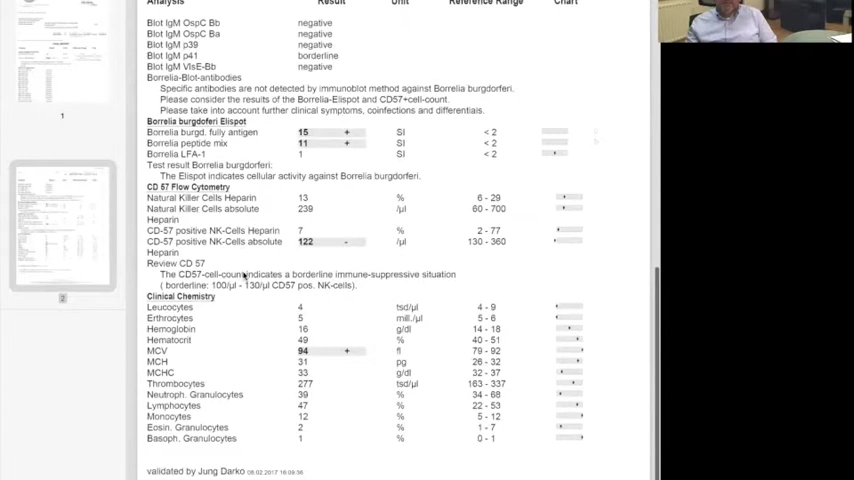 Analysis Result Unit Reference Range Chart
Blot IgM OspC Bb negative
Blot IgM OspC Ba negative
Blot IgM p39 negative
Blot IgM p41 borderline
Blot IgM VlsE-Bb negative
Borrelia-Blot-antibodies
Specific antibodies are not detected by immunoblot method against Borrelia burgdorferi.
Please consider the results of the Borrelia-Elispot and CD57+cell-count.
Please take into account further clinical symptoms, coinfections and differentials.
Borrelia burgdoferi Elispot
Borrelia burgd. fully antigen 15 + SI < 2
Borrelia peptide mix 11 + SI < 2
Borrelia LFA-1 1 SI < 2
Test result Borrelia burgdorferi:
The Elispot indicates cellular activity against Borrelia burgdorferi.
CD 57 Flow Cytometry
Natural Killer Cells Heparin 13 % 6 - 29
Natural Killer Cells absolute 239 /µl 60 - 700
Heparin
CD-57 positive NK-Cells Heparin 7 % 2 - 77
CD-57 positive NK-Cells absolute 122 - /µl 130 - 360
Heparin
Review CD 57
The CD57-cell-count indicates a borderline immune-suppressive situation
( borderline: 100/µl - 130/µl CD57 pos. NK-cells).
Clinical Chemistry
Leucocytes 4 tsd/µl 4 - 9
Erthrocytes 5 mill./µl 5 - 6
Hemoglobin 16 g/dl 14 - 18
Hematocrit 49 % 40 - 51
MCV 94 + fl 79 - 92
MCH 31 pg 26 - 32
MCHC 33 g/dl 32 - 37
Thrombocytes 277 tsd/µl 163 - 337
Neutroph. Granulocytes 39 % 34 - 68
Lymphocytes 47 % 22 - 53
Monocytes 12 % 5 - 12
Eosin. Granulocytes 2 % 1 - 7
Basoph. Granulocytes 1 % 0 - 1
validated by Jung Darko 08.02.2017 16:09:36
1
2